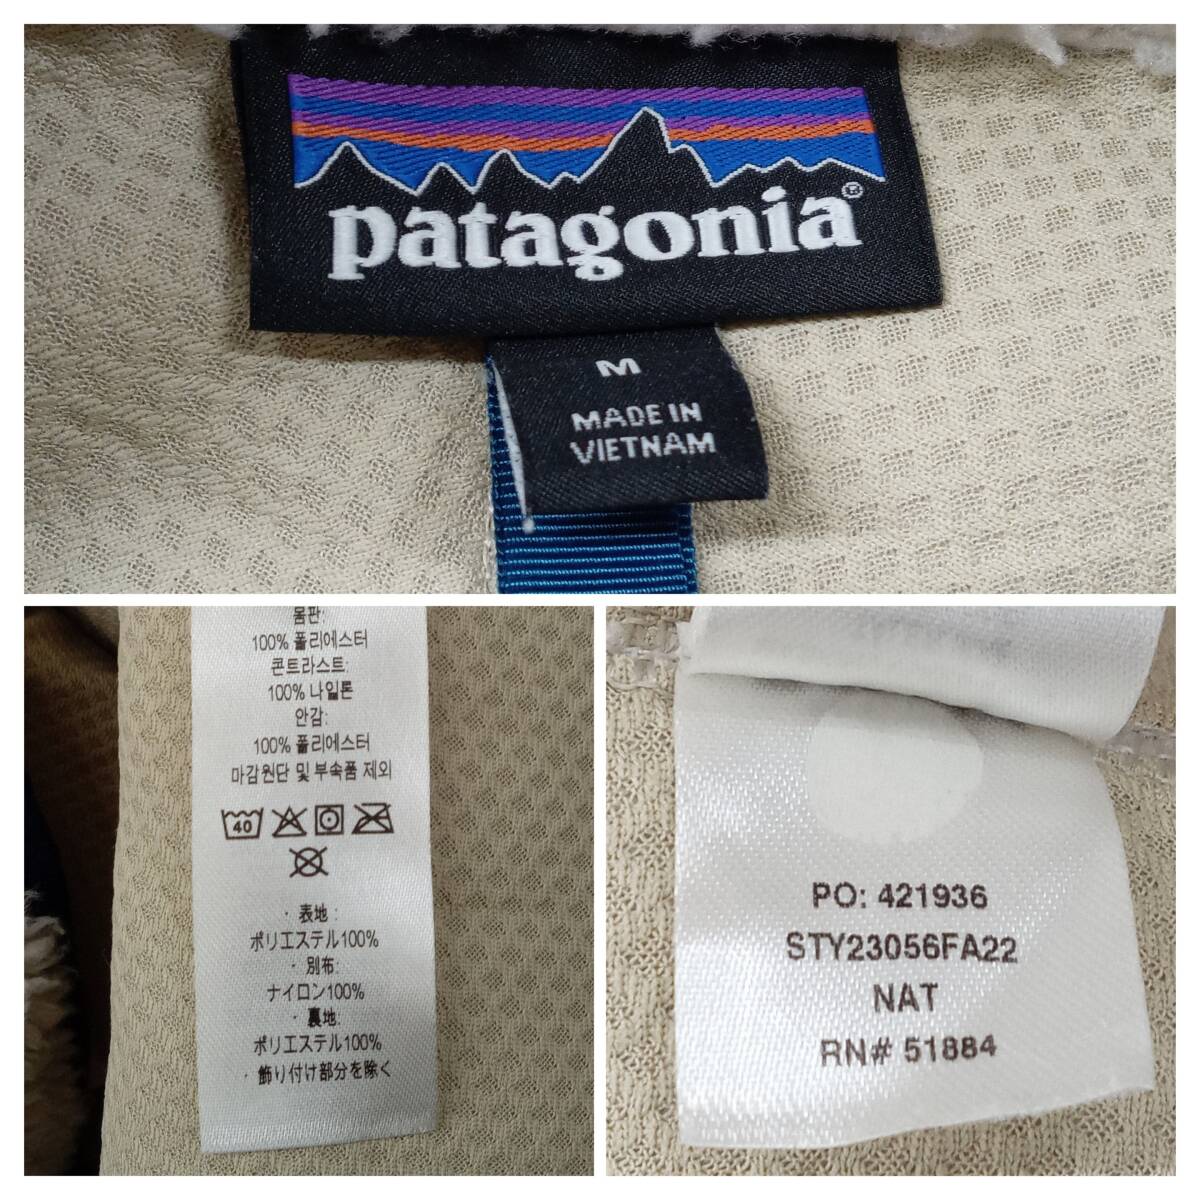 patagonia®
M
MADE IN
VIETNAM
몸판:
100% 폴리에스터
콘트라스트:
100% 나일론
안감:
100% 폴리에스터
마감원단 및 부속품 제외
40
・表地:
ポリエステル100%
・別布:
ナイロン100%
・裏地:
ポリエステル100%
・飾り付け部分を除く
PO: 421936
STY23056FA22
NAT
RN# 51884